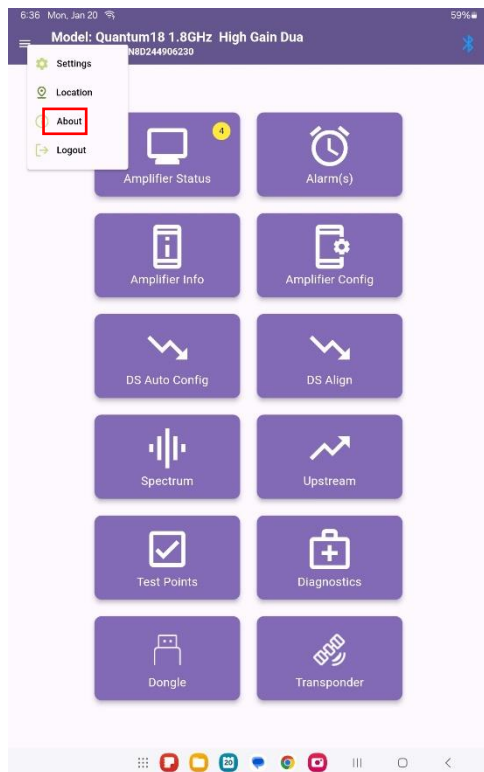 6:36 Mon, Jan 20
59%
Model: Quantum18 1.8GHz High Gain Dua
N8D244906230
Settings
Location
About
Logout
4
Amplifier Status
Alarm(s)
Amplifier Info
Amplifier Config
DS Auto Config
DS Align
Spectrum
Upstream
Test Points
Diagnostics
Dongle
Transponder
20